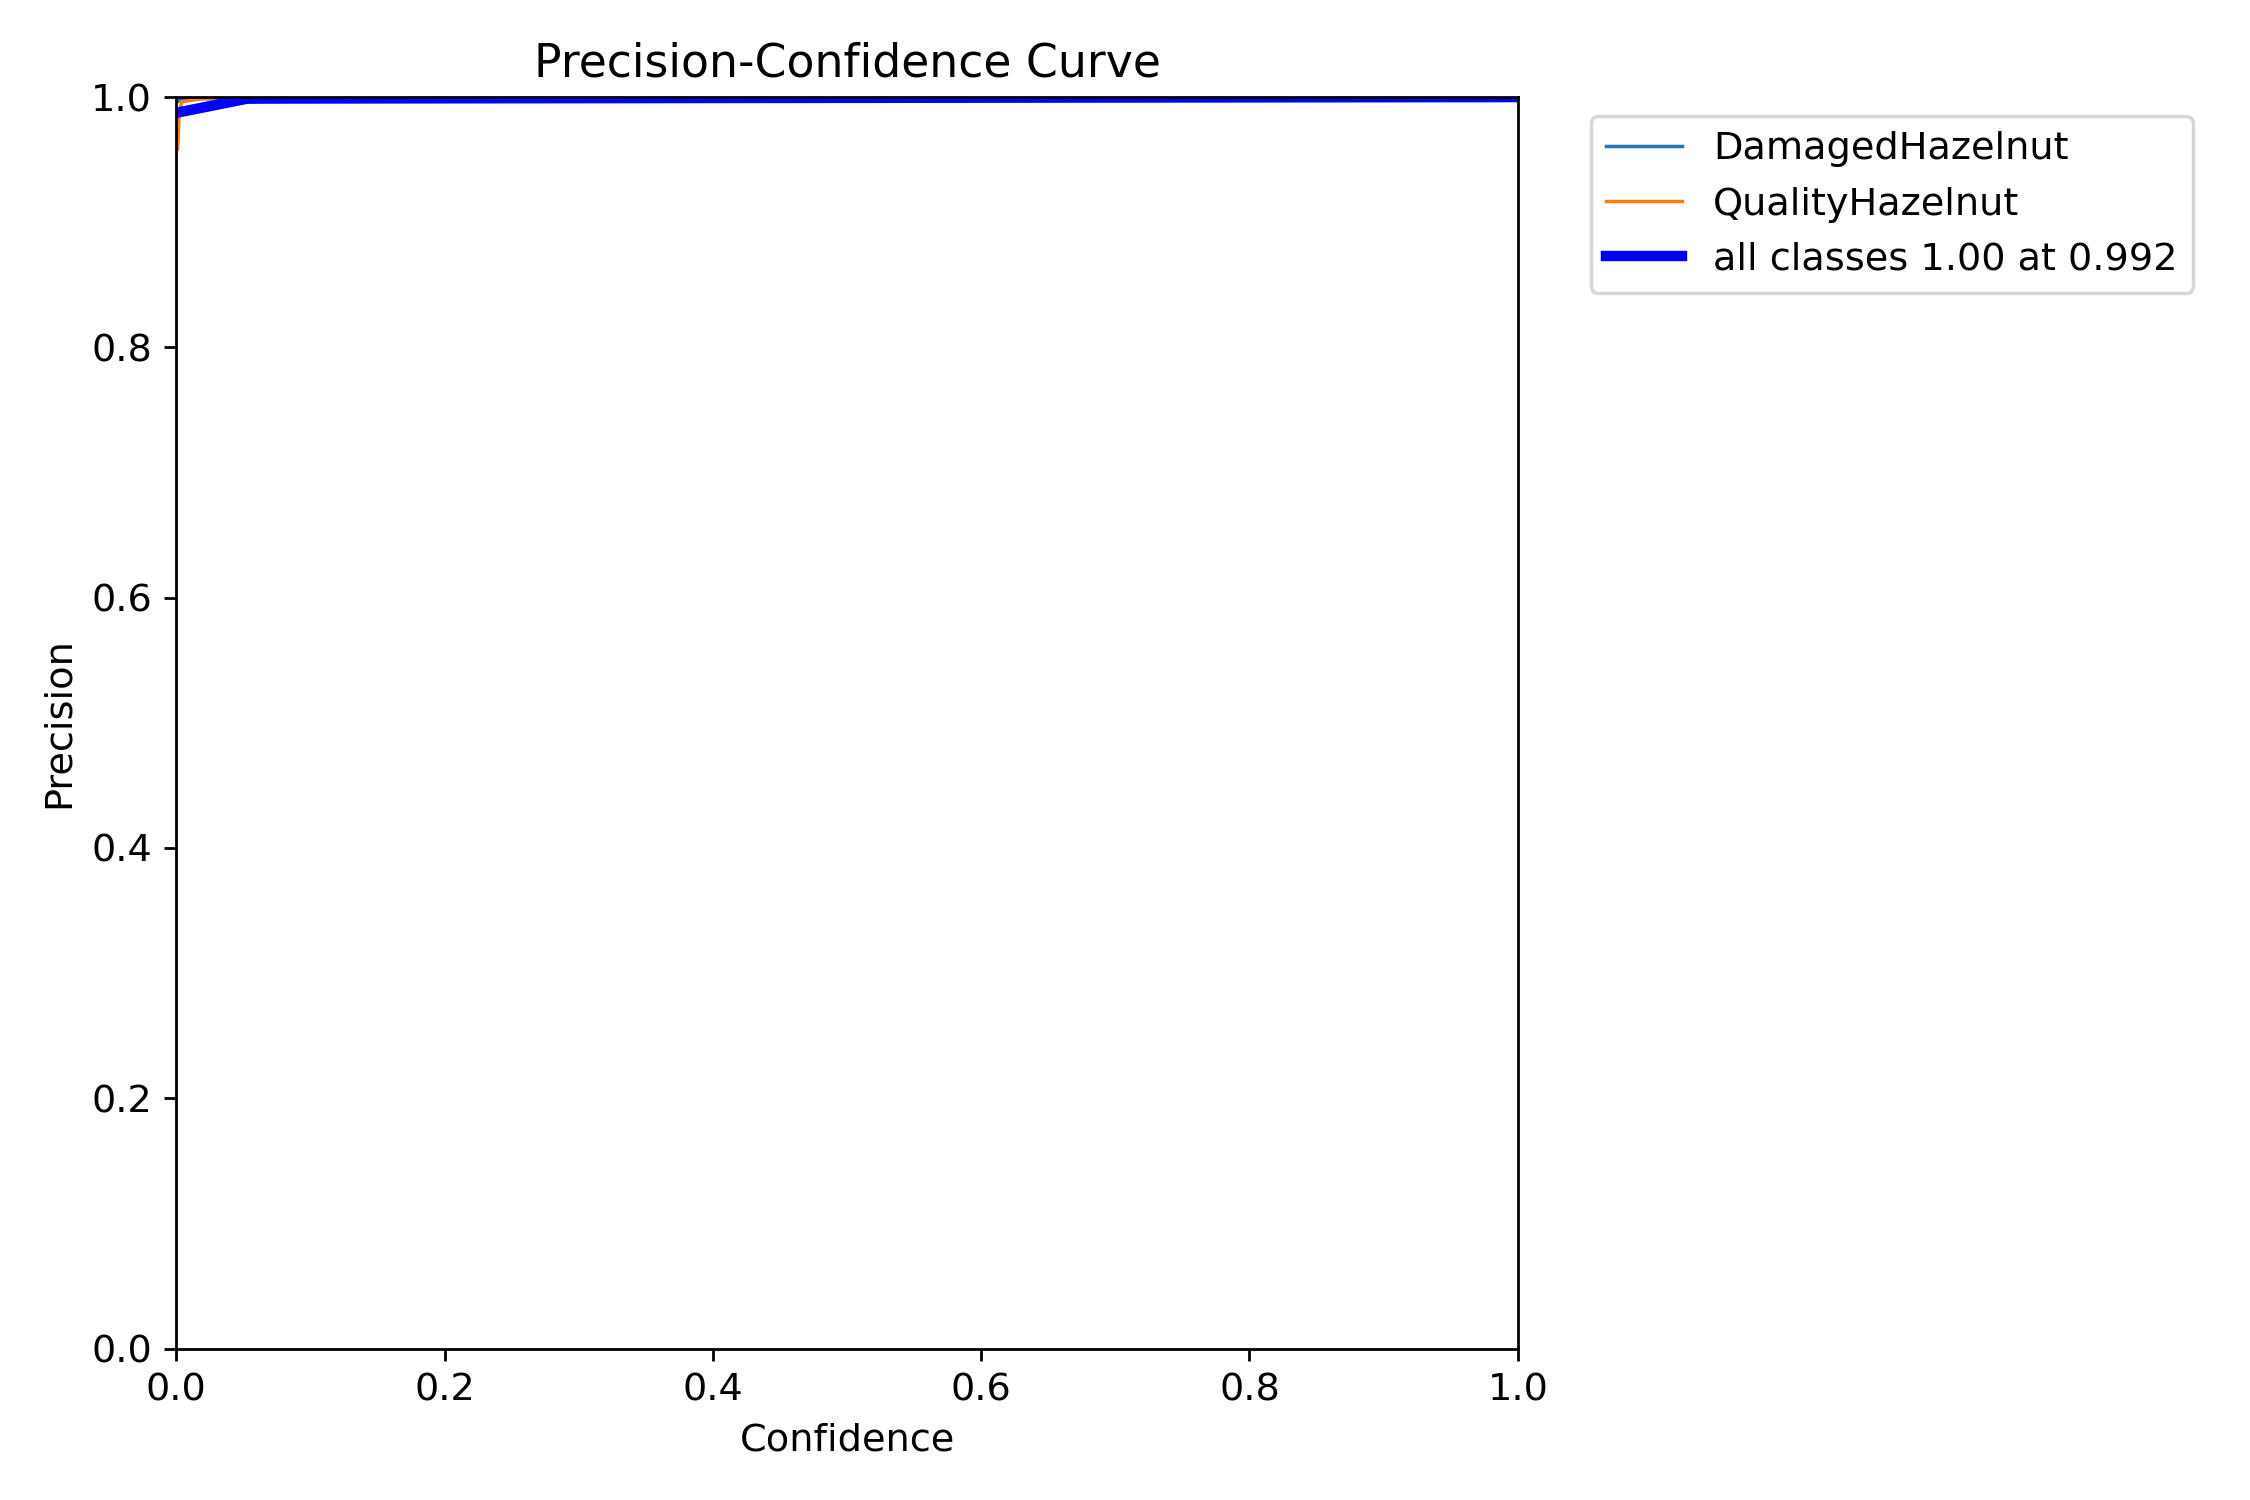 Precision-Confidence Curve
1.0
0.8
0.6
0.4
0.2
0.0
Precision
0.0 0.2 0.4 0.6 0.8 1.0
Confidence
DamagedHazelnut
QualityHazelnut
all classes 1.00 at 0.992